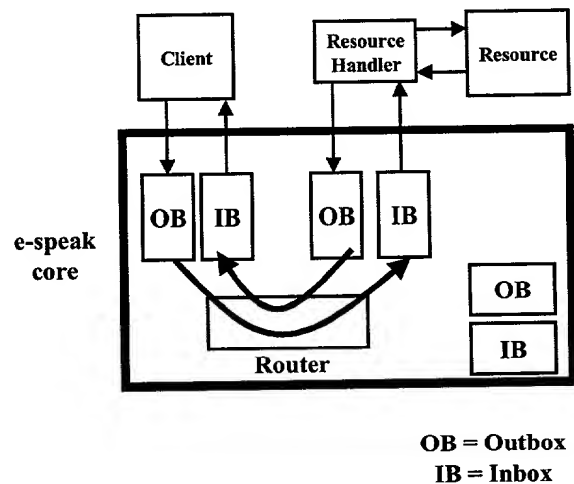 Client
Resource
Handler
Resource
OB
IB
OB
IB
e-speak
core
OB
IB
Router
OB = Outbox
IB = Inbox